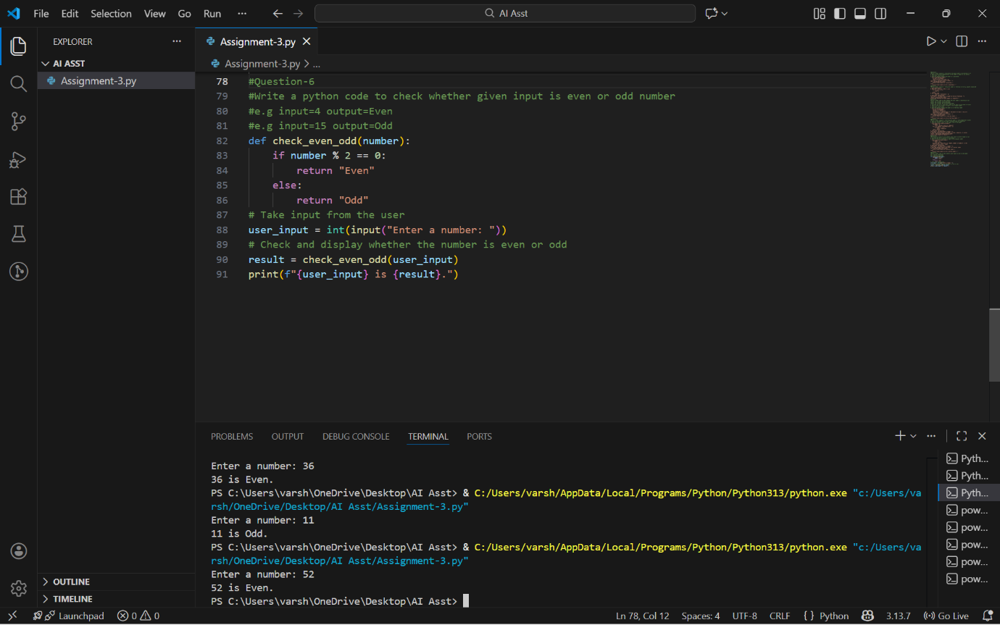 File Edit Selection View Go Run ···
AI Asst
EXPLORER ···
Assignment-3.py
AI ASST
Assignment-3.py
Assignment-3.py > ...
78 #Question-6
79 #Write a python code to check whether given input is even or odd number
80 #e.g input=4 output=Even
81 #e.g input=15 output=Odd
82 def check_even_odd(number):
83 if number % 2 == 0:
84 return "Even"
85 else:
86 return "Odd"
87 # Take input from the user
88 user_input = int(input("Enter a number: "))
89 # Check and display whether the number is even or odd
90 result = check_even_odd(user_input)
91 print(f"{user_input} is {result}.")
PROBLEMS OUTPUT DEBUG CONSOLE TERMINAL PORTS
Enter a number: 36
36 is Even.
PS C:\Users\varsh\OneDrive\Desktop\AI Asst> & C:/Users/varsh/AppData/Local/Programs/Python/Python313/python.exe "c:/Users/va
rsh/OneDrive/Desktop/AI Asst/Assignment-3.py"
Enter a number: 11
11 is Odd.
PS C:\Users\varsh\OneDrive\Desktop\AI Asst> & C:/Users/varsh/AppData/Local/Programs/Python/Python313/python.exe "c:/Users/va
rsh/OneDrive/Desktop/AI Asst/Assignment-3.py"
Enter a number: 52
52 is Even.
PS C:\Users\varsh\OneDrive\Desktop\AI Asst>
Pyth...
Pyth...
Pyth...
pow...
pow...
pow...
pow...
pow...
OUTLINE
TIMELINE
Launchpad 0 0 Ln 78, Col 12 Spaces: 4 UTF-8 CRLF { } Python 3.13.7 Go Live